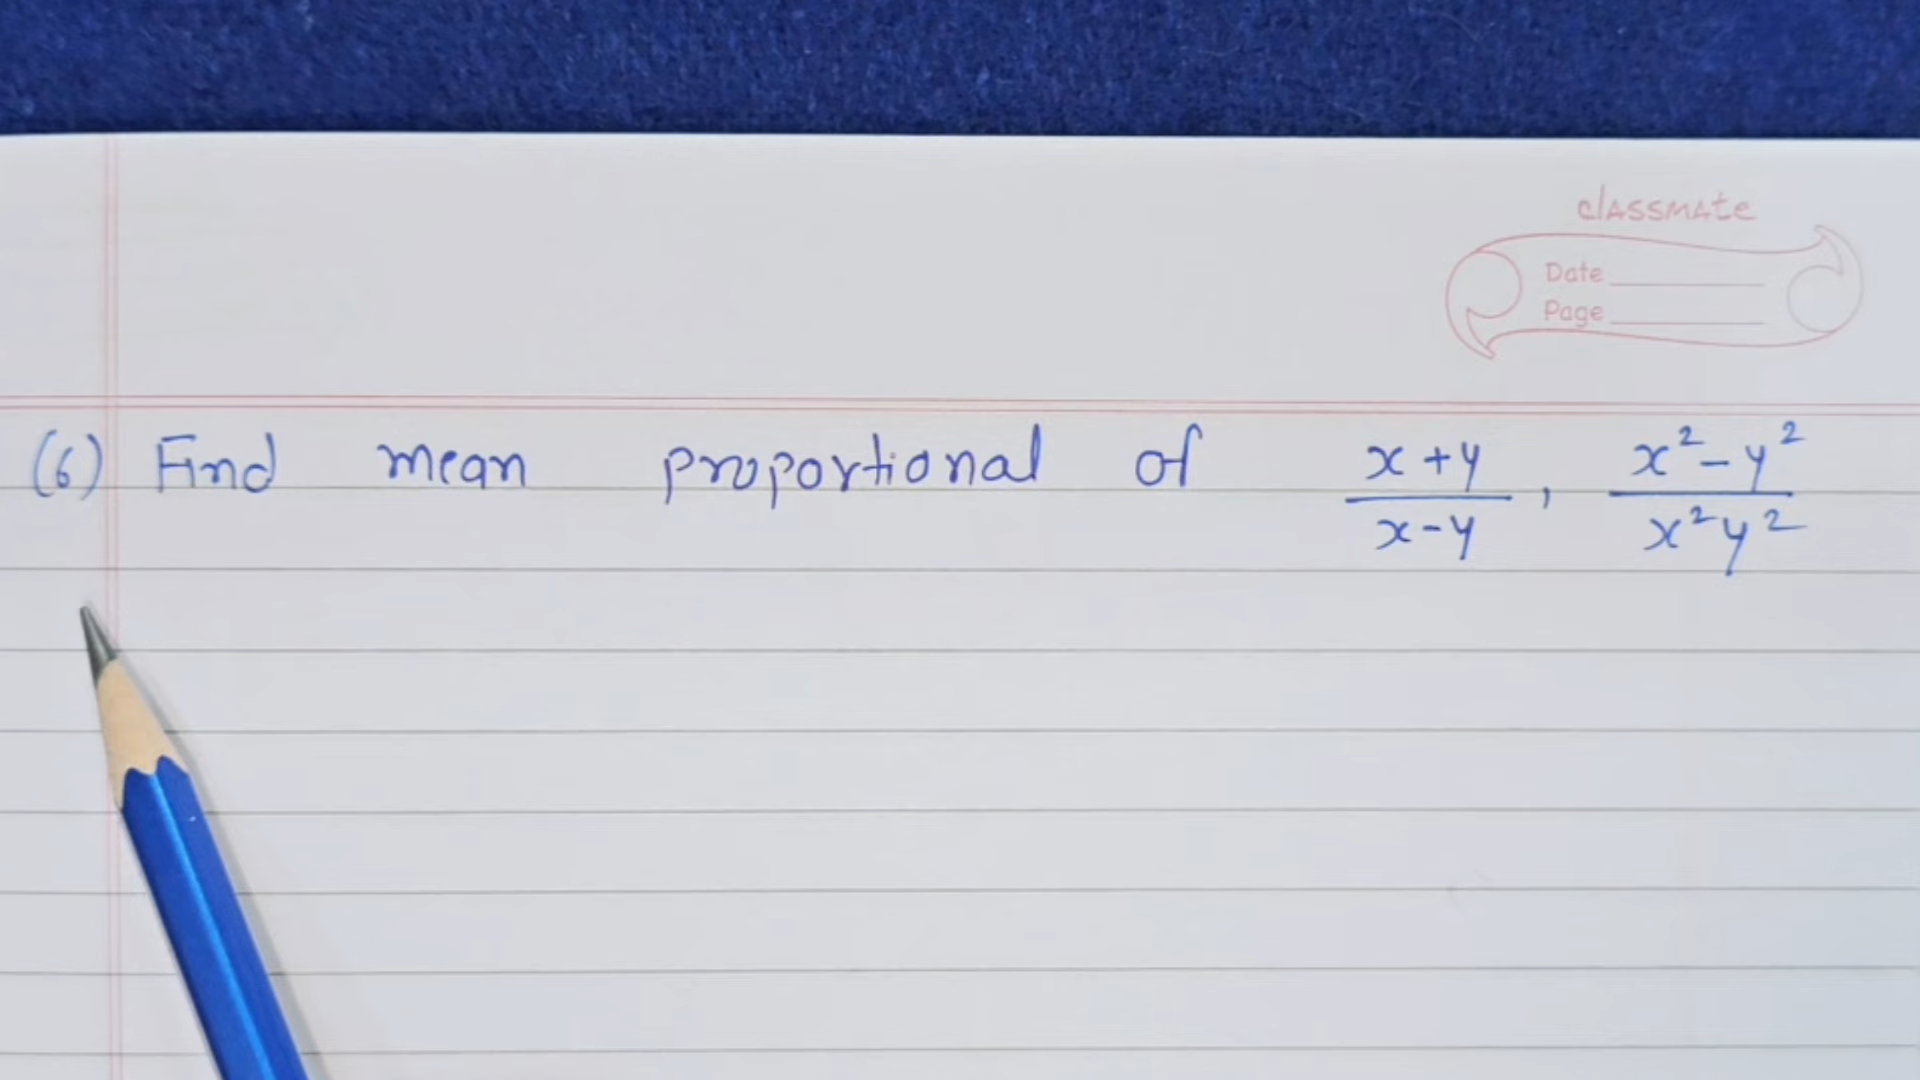 classmate
Date
Page
(6) Find mean proportional of x+y/x-y, x²-y²/x²y²